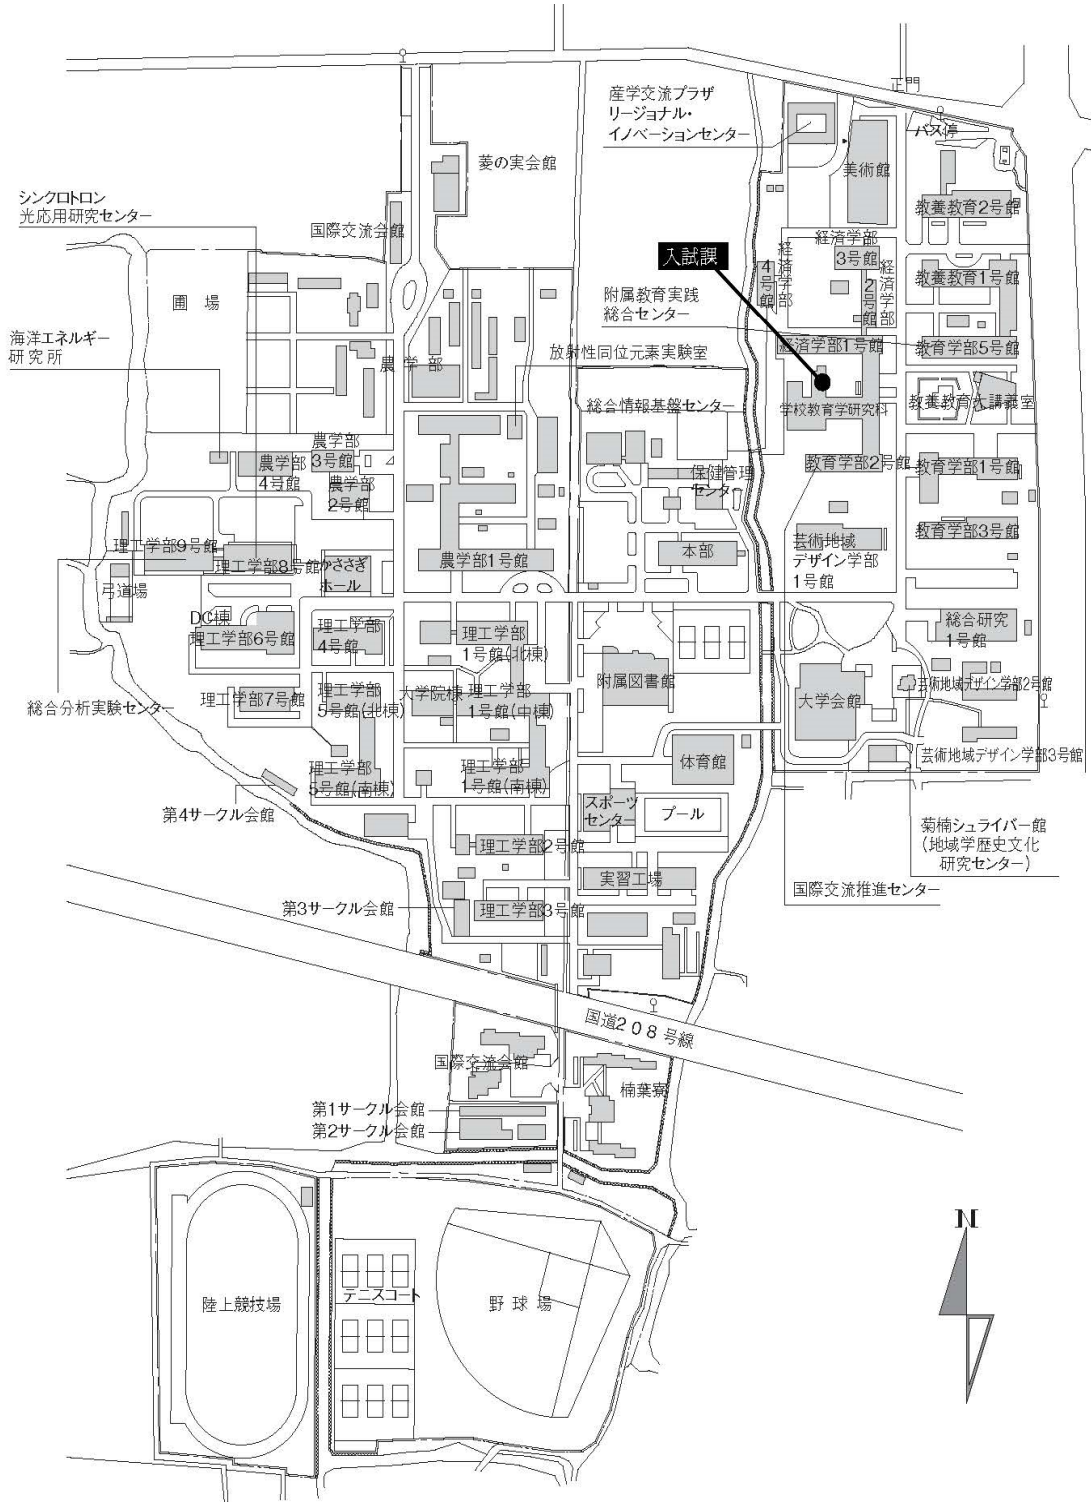 正門
産学交流プラザ
リージョナル・
イノベーションセンター
バス停
菱の実会館
美術館
シンクロトロン
光応用研究センター
教養教育2号館
国際交流会館
経済学部
3号館
入試課
経済学部
4号館
経済学部
2号館
教養教育1号館
圃 場
附属教育実践
総合センター
海洋エネルギー
研究所
放射性同位元素実験室
経済学部1号館
教育学部5号館
農 学 部
総合情報基盤センター
学校教育学研究科
教養教育大講義室
農学部
3号館
農学部
4号館
農学部
2号館
保健管理
センター
教育学部2号館
教育学部1号館
理工学部9号館
理工学部8号館
かささぎ
ホール
農学部1号館
本部
芸術地域
デザイン学部
1号館
教育学部3号館
弓道場
DC棟
理工学部6号館
理工学部
4号館
理工学部
1号館(北棟)
総合研究
1号館
総合分析実験センター
理工学部7号館
理工学部
5号館(北棟)
大学院棟
理工学部
1号館(中棟)
附属図書館
大学会館
芸術地域デザイン学部2号館
理工学部
5号館(南棟)
理工学部
1号館(南棟)
体育館
芸術地域デザイン学部3号館
第4サークル会館
スポーツ
センター
プール
理工学部2号館
菊楠シュライバー館
(地域学歴史文化
研究センター)
実習工場
国際交流推進センター
第3サークル会館
理工学部3号館
国道208号線
国際交流会館
楠葉寮
第1サークル会館
第2サークル会館
N
陸上競技場
テニスコート
野 球 場